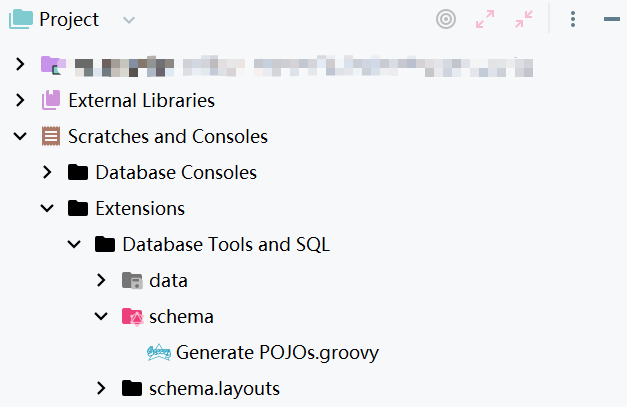 Project
External Libraries
Scratches and Consoles
Database Consoles
Extensions
Database Tools and SQL
data
schema
Generate POJOs.groovy
schema.layouts